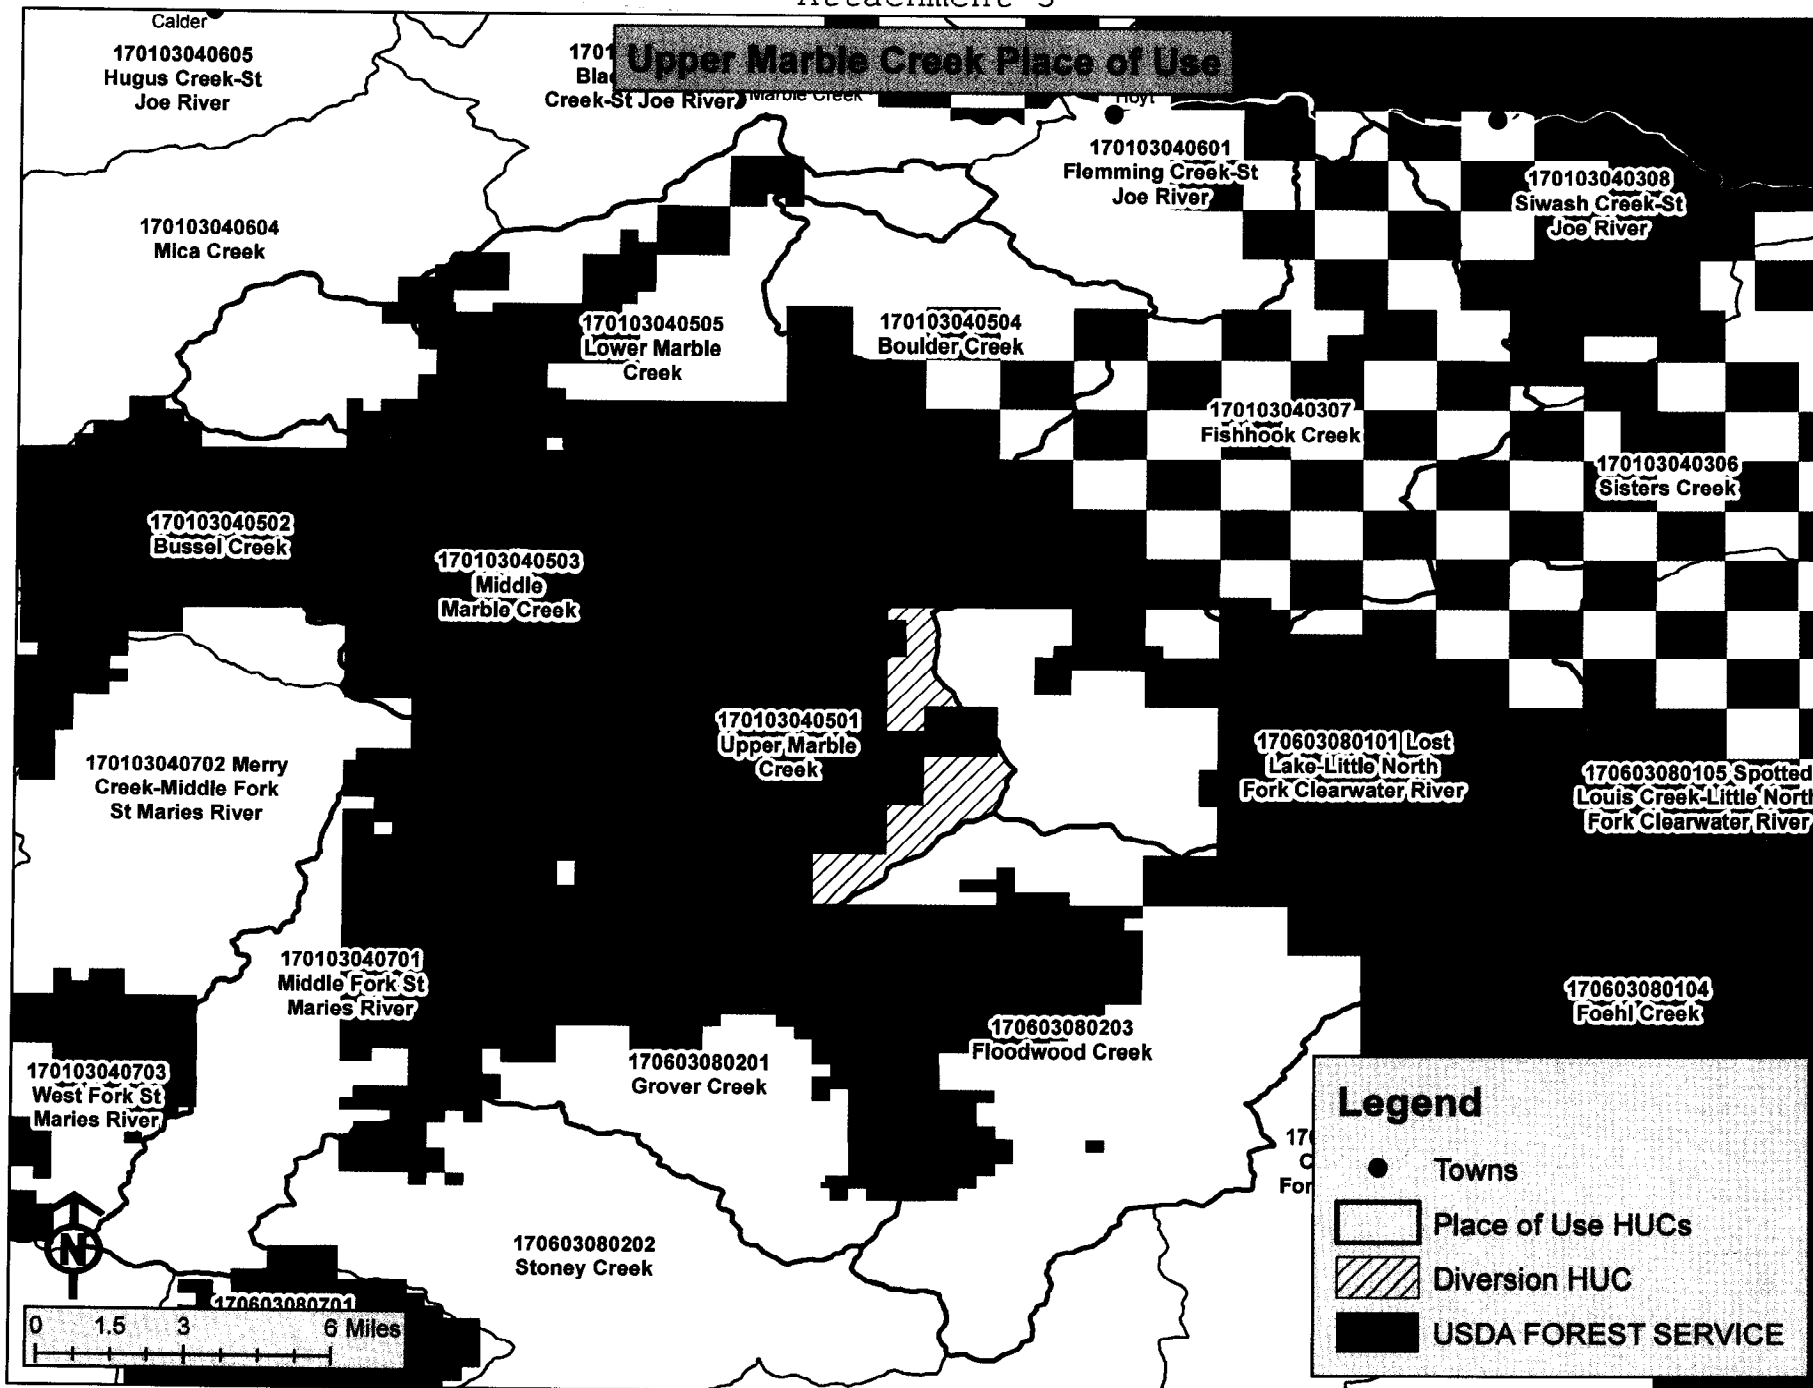 Attachment 3
Calder
170103040605
Hugus Creek-St
Joe River
Upper Marble Creek Place of Use
Creek-St Joe River
Marble Creek
Hoyt
170103040601
Flemming Creek-St
Joe River
170103040308
Siwash Creek-St
Joe River
170103040604
Mica Creek
170103040505
Lower Marble
Creek
170103040504
Boulder Creek
170103040307
Fishhook Creek
170103040306
Sisters Creek
170103040502
Bussel Creek
170103040503
Middle
Marble Creek
170103040501
Upper Marble
Creek
170603080101 Lost
Lake-Little North
Fork Clearwater River
170603080105 Spotted
Louis Creek-Little North
Fork Clearwater River
170103040702 Merry
Creek-Middle Fork
St Maries River
170103040701
Middle Fork St
Maries River
170603080104
Foehl Creek
170603080203
Floodwood Creek
170603080201
Grover Creek
170103040703
West Fork St
Maries River
170603080202
Stoney Creek
170603080701
N
0 1.5 3 6 Miles
Legend
Towns
Place of Use HUCs
Diversion HUC
USDA FOREST SERVICE